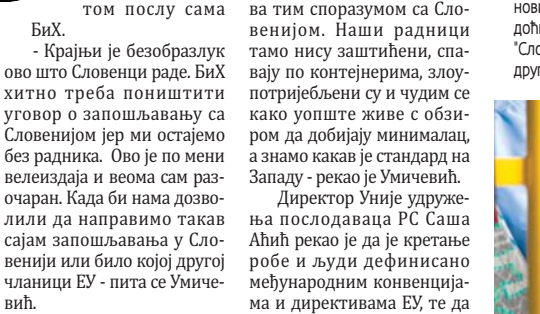 том послу сама
БиХ.
- Крајњи је безобразлук
ово што Словенци раде. БиХ
хитно треба поништити
уговор о запошљавању са
Словенијом јер ми остајемо
без радника. Ово је по мени
велеиздаја и веома сам раз-
очаран. Када би нама дозво-
лили да направимо такав
сајам запошљавања у Сло-
венији или било којој другој
чланици ЕУ - пита се Умиче-
вић.
ва тим споразумом са Сло-
венијом. Наши радници
тамо нису заштићени, спа-
вају по контејнерима, злоу-
потријебљени су и чудим се
како уопште живе с обзи-
ром да добијају минималац,
а знамо какав је стандард на
Западу - рекао је Умичевић.
Директор Уније удруже-
ња послодаваца РС Саша
Аћић рекао је да је кретање
робе и људи дефинисано
међународним конвенција-
ма и директивама ЕУ, те да
нови
доћи
"Сло
друг